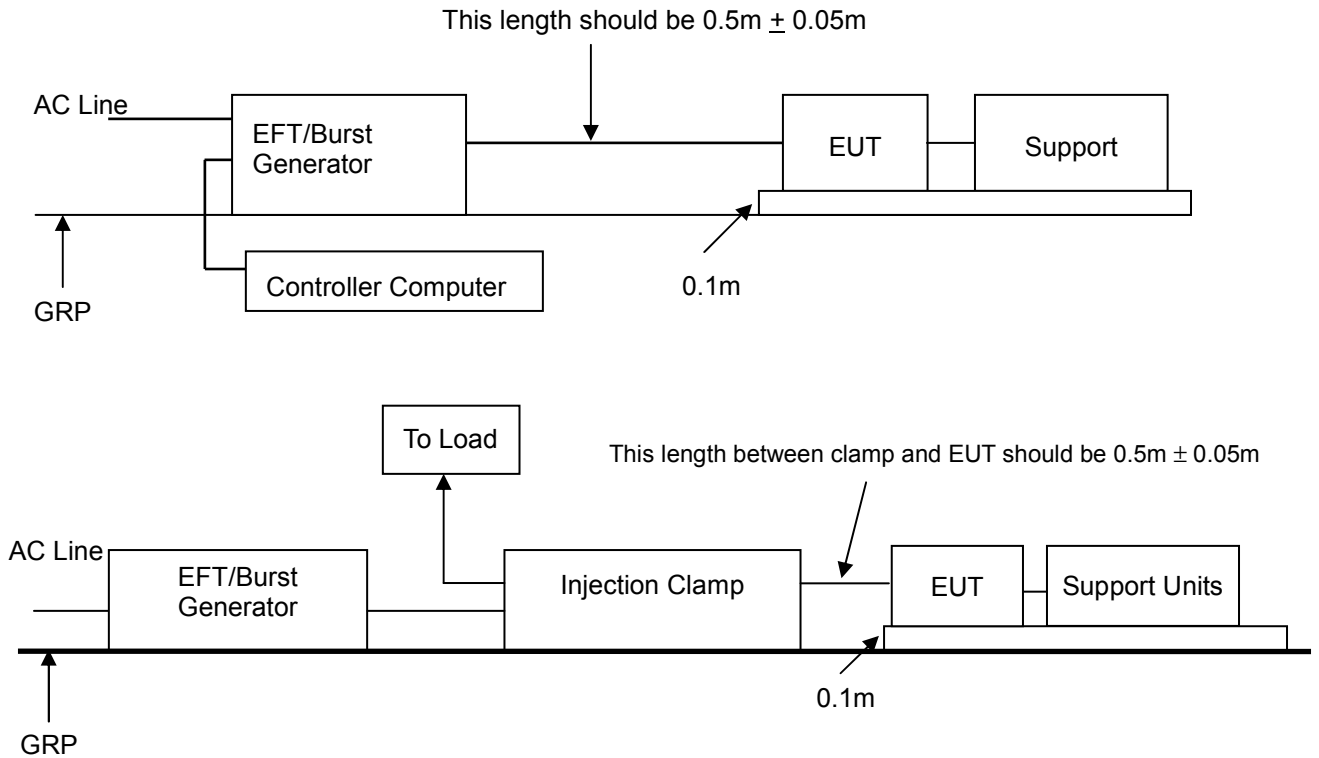 This length should be 0.5m ± 0.05m
AC Line
EFT/Burst
Generator
EUT
Support
Controller Computer
0.1m
GRP
To Load
This length between clamp and EUT should be 0.5m ± 0.05m
AC Line
EFT/Burst
Generator
Injection Clamp
EUT
Support Units
0.1m
GRP